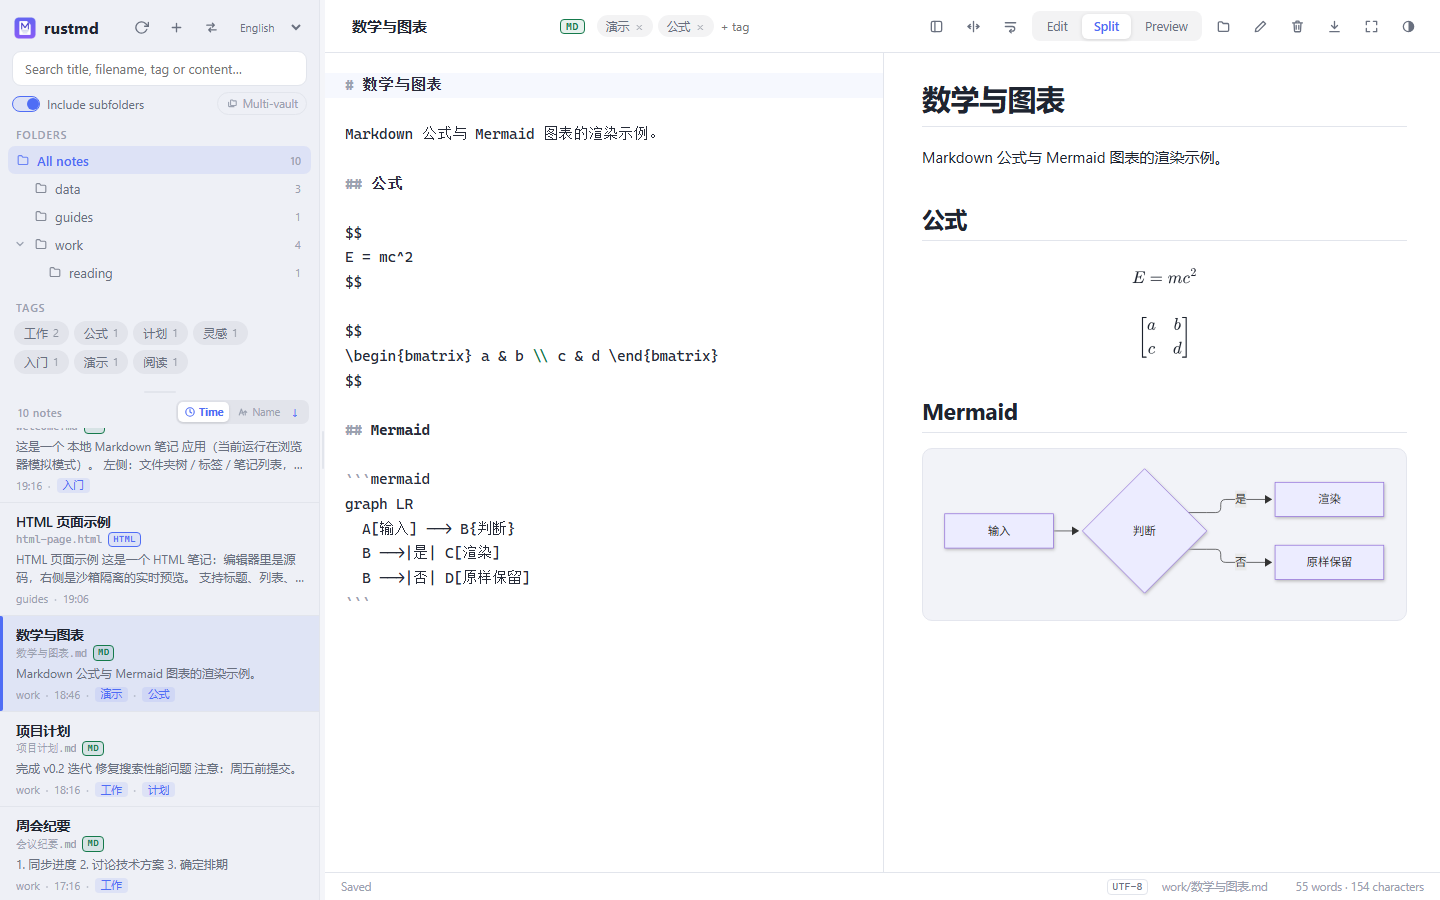 rustmd
English
Search title, filename, tag or content...
Include subfolders
Multi-vault
FOLDERS
All notes 10
data 3
guides 1
work 4
reading 1
TAGS
工作 2 公式 1 计划 1 灵感 1
入门 1 演示 1 阅读 1
10 notes
Time
Name ↓
这是一个 本地 Markdown 笔记 应用（当前运行在浏览
器模拟模式）。 左侧：文件夹树 / 标签 / 笔记列表，...
19:16 · 入门
HTML 页面示例
html-page.html HTML
HTML 页面示例 这是一个 HTML 笔记：编辑器里是源
码，右侧是沙箱隔离的实时预览。 支持标题、列表、...
guides · 19:06
数学与图表
数学与图表.md MD
Markdown 公式与 Mermaid 图表的渲染示例。
work · 18:46 · 演示 · 公式
项目计划
项目计划.md MD
完成 v0.2 迭代 修复搜索性能问题 注意：周五前提交。
work · 18:16 · 工作 · 计划
周会纪要
会议纪要.md MD
1. 同步进度 2. 讨论技术方案 3. 确定排期
work · 17:16 · 工作
数学与图表
MD 演示 × 公式 × + tag
Edit Split Preview
# 数学与图表
Markdown 公式与 Mermaid 图表的渲染示例。
## 公式
$$
E = mc^2
$$
$$
\begin{bmatrix} a & b \\ c & d \end{bmatrix}
$$
## Mermaid
```mermaid
graph LR
A[输入] --> B{判断}
B -->|是| C[渲染]
B -->|否| D[原样保留]
```
数学与图表
Markdown 公式与 Mermaid 图表的渲染示例。
公式
E = mc²
a b
c d
Mermaid
输入
判断
是
渲染
否
原样保留
Saved
UTF-8
work/数学与图表.md
55 words · 154 characters